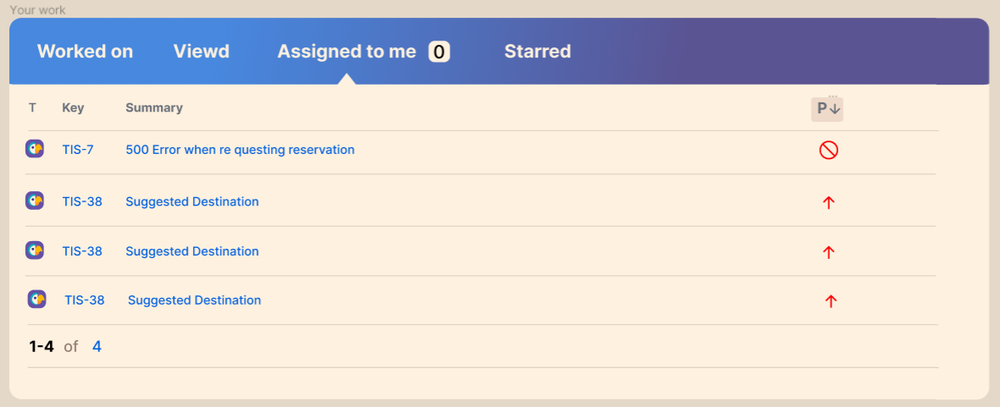 Your work
Worked on Viewd Assigned to me 0 Starred
T Key Summary P↓
TIS-7 500 Error when re questing reservation
TIS-38 Suggested Destination
TIS-38 Suggested Destination
TIS-38 Suggested Destination
1-4 of 4